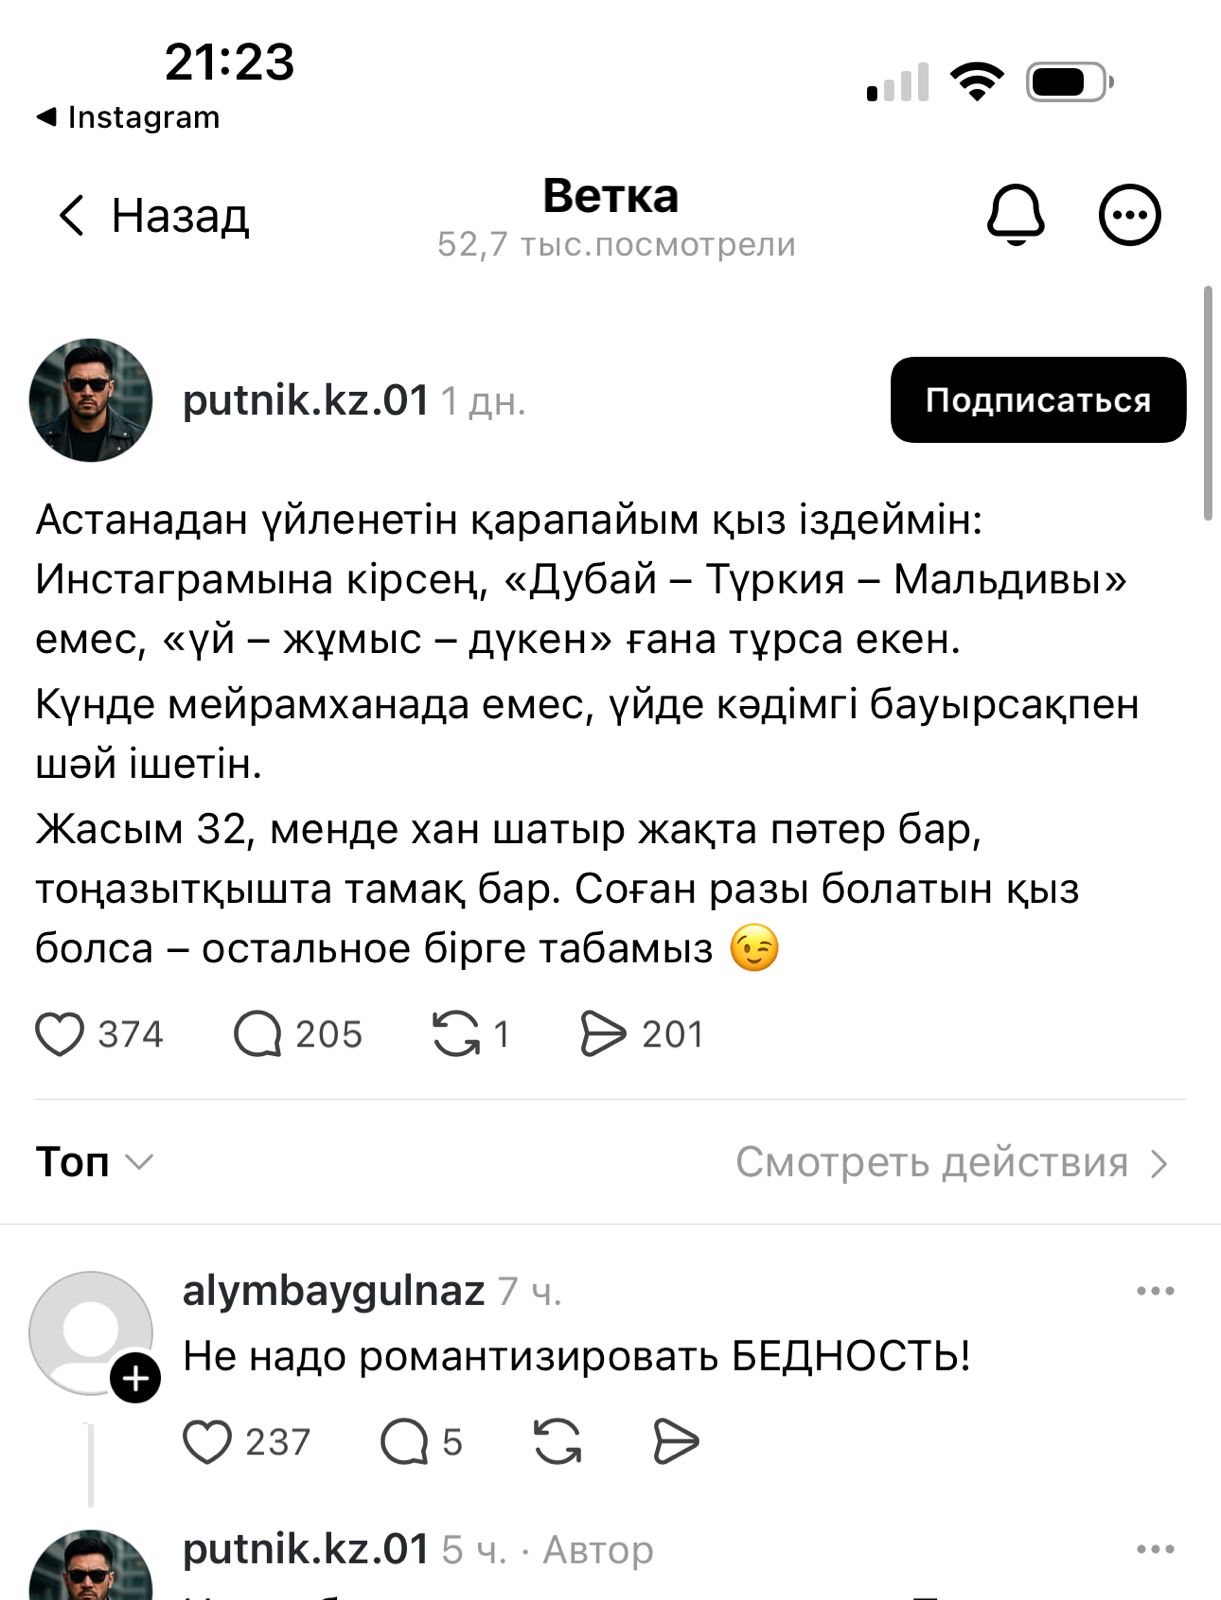 21:23
Instagram
Назад
Ветка
52,7 тыс.посмотрели
putnik.kz.01 1 дн.
Подписаться
Астанадан үйленетін қарапайым қыз іздеймін:
Инстаграмына кірсең, «Дубай – Түркия – Мальдивы»
емес, «үй – жұмыс – дүкен» ғана тұрса екен.
Күнде мейрамханада емес, үйде кәдімгі бауырсақпен
шәй ішетін.
Жасым 32, менде хан шатыр жақта пәтер бар,
тоңазытқышта тамақ бар. Соған разы болатын қыз
болса – остальное бірге табамыз 😉
374 205 1 201
Топ
Смотреть действия
alymbaygulnaz 7 ч.
Не надо романтизировать БЕДНОСТЬ!
237 5
putnik.kz.01 5 ч. · Автор